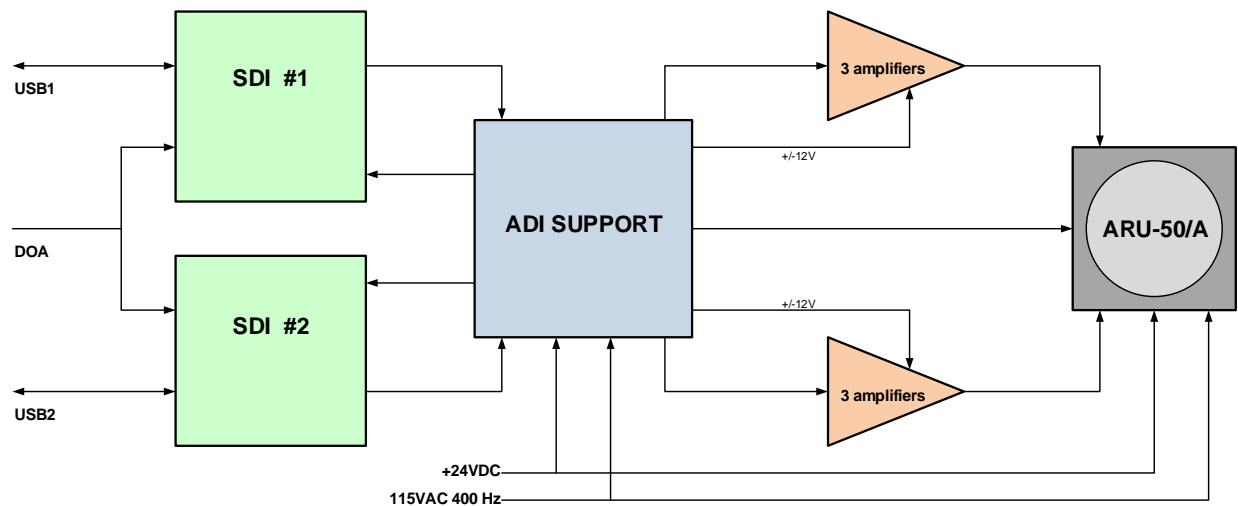 3 amplifiers
SDI  #1
USB1
+/-12V
ADI SUPPORT
ARU-50/A
DOA
+/-12V
SDI  #2
3 amplifiers
USB2
+24VDC
115VAC 400 Hz